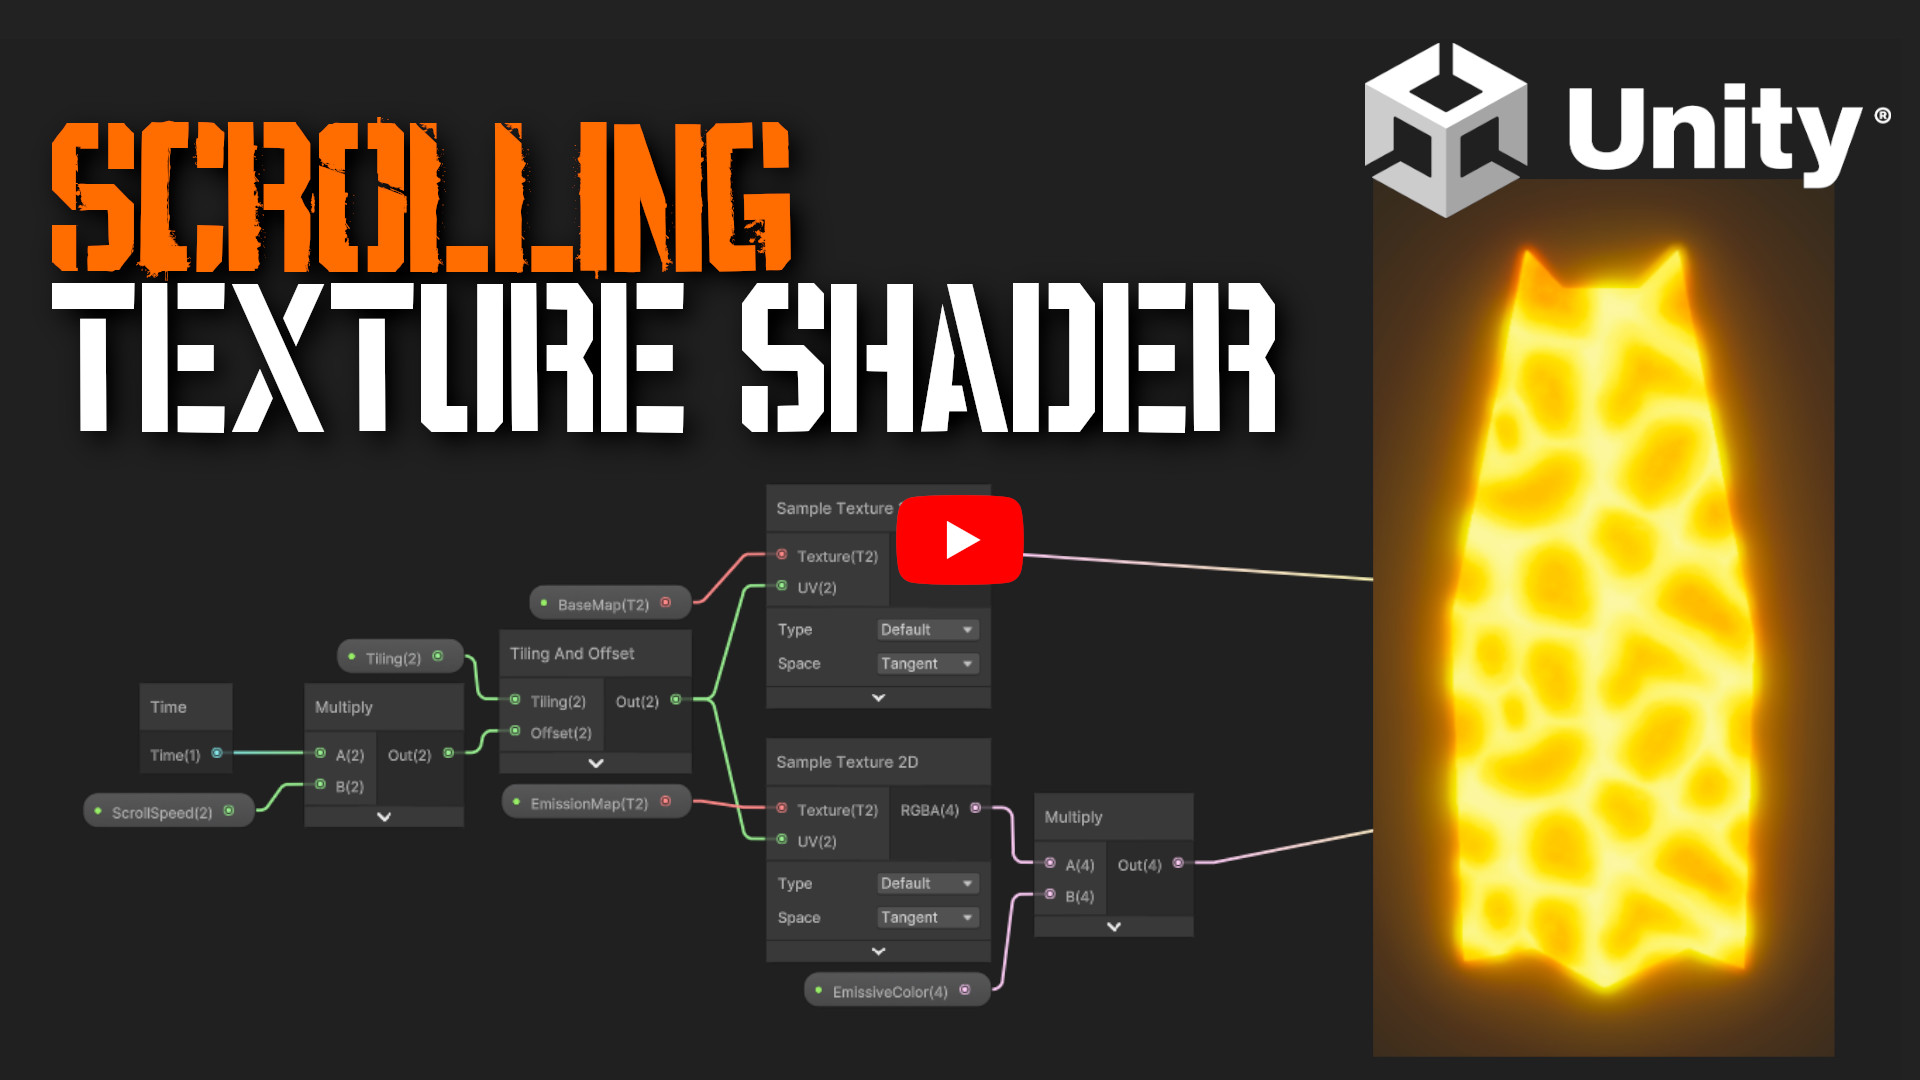 SCROLLING
TEXTURE SHADER
Unity®
Sample Texture
Texture(T2)
UV(2)
Type Default
Space Tangent
BaseMap(T2)
Tiling(2)
Tiling And Offset
Tiling(2) Out(2)
Offset(2)
Time
Time(1)
Multiply
A(2) Out(2)
B(2)
ScrollSpeed(2)
EmissionMap(T2)
Sample Texture 2D
Texture(T2) RGBA(4)
UV(2)
Type Default
Space Tangent
Multiply
A(4) Out(4)
B(4)
EmissiveColor(4)